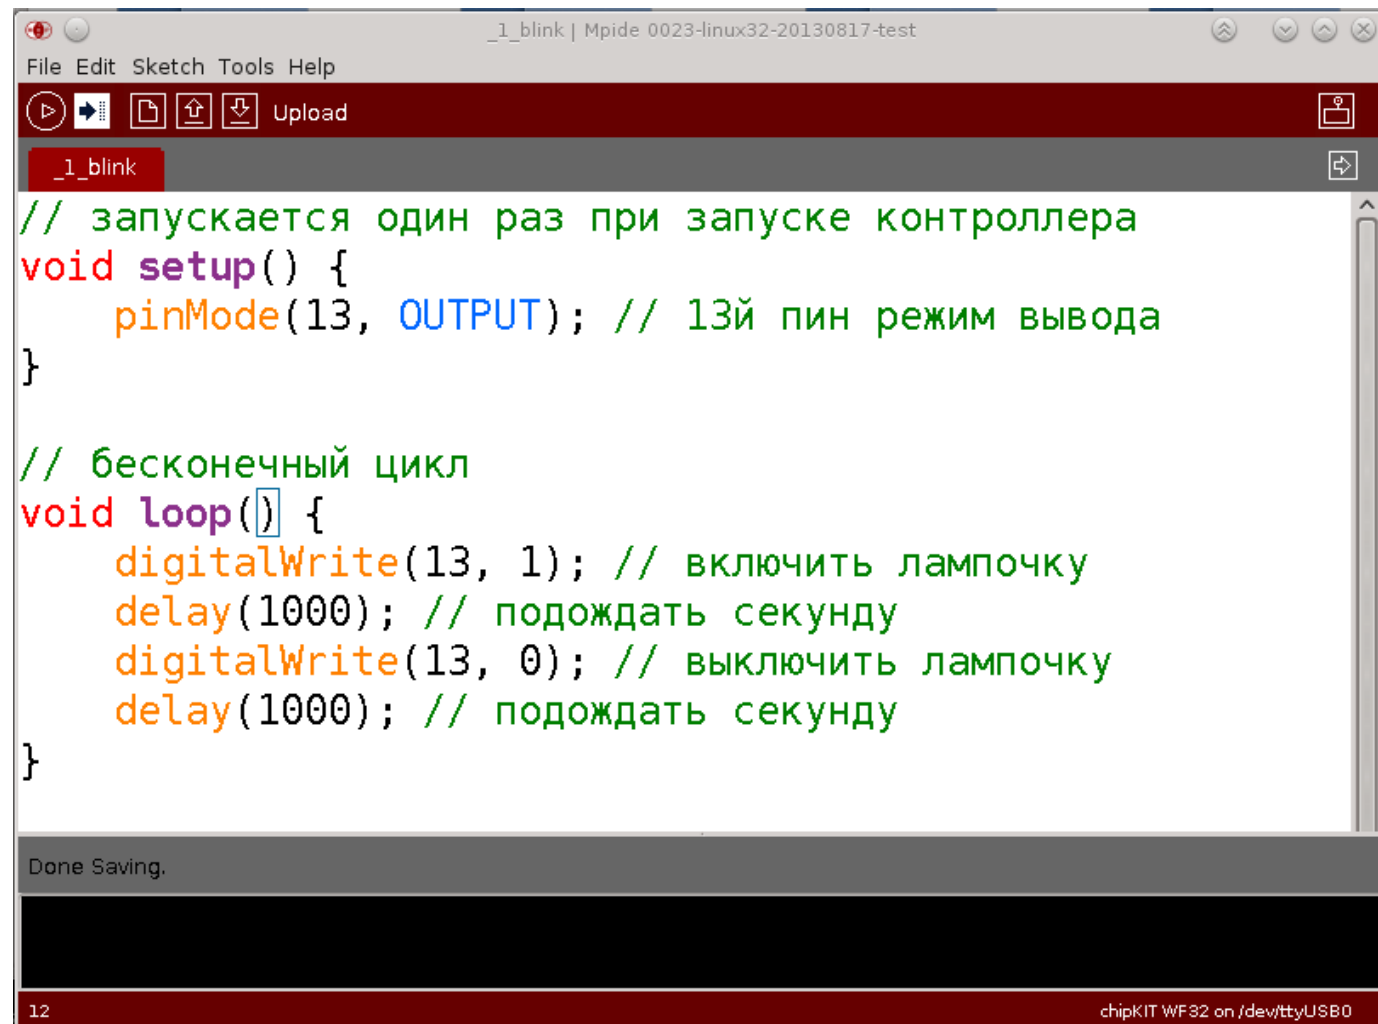 _1_blink | Mpide 0023-linux32-20130817-test
File Edit Sketch Tools Help
Upload
_1_blink
// запускается один раз при запуске контроллера
void setup() {
    pinMode(13, OUTPUT); // 13й пин режим вывода
}
// бесконечный цикл
void loop() {
    digitalWrite(13, 1); // включить лампочку
    delay(1000); // подождать секунду
    digitalWrite(13, 0); // выключить лампочку
    delay(1000); // подождать секунду
}
Done Saving.
12
chipKIT WF32 on /dev/ttyUSB0